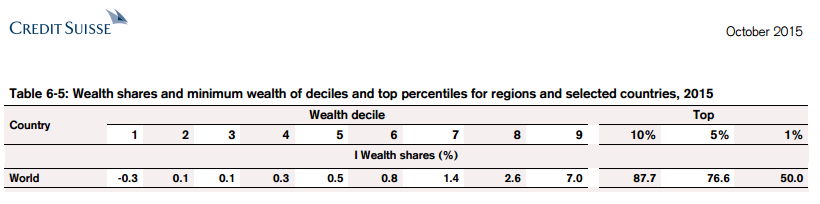 CREDIT SUISSE
October 2015
Table 6-5: Wealth shares and minimum wealth of deciles and top percentiles for regions and selected countries, 2015
Country Wealth decile Top
1 2 3 4 5 6 7 8 9 10% 5% 1%
I Wealth shares (%)
World -0.3 0.1 0.1 0.3 0.5 0.8 1.4 2.6 7.0 87.7 76.6 50.0